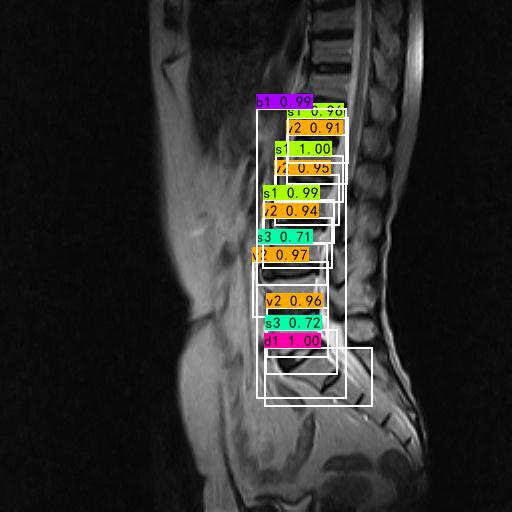 b1 0.99
s1 0.96
v2 0.91
s1 1.00
v2 0.95
s1 0.99
v2 0.94
s3 0.71
v2 0.97
v2 0.96
s3 0.72
d1 1.00